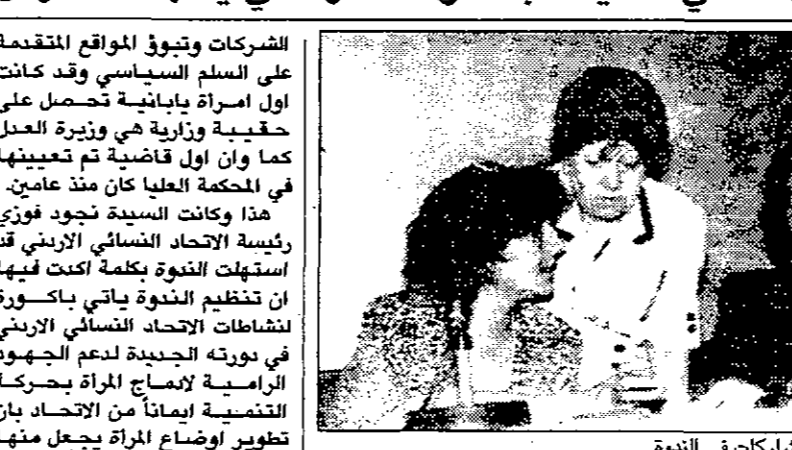 الشركات وتبوؤ المواقع المتقدمة
على السلم السياسي وقد كانت
اول امرأة يابانية تحصل على
حقيبة وزارية هي وزيرة العدل
كما وان اول قاضية تم تعيينها
في المحكمة العليا كان منذ عامين.
هذا وكانت السيدة نجود فوزي
رئيسة الاتحاد النسائي الاردني قد
استهلت الندوة بكلمة اكدت فيها
ان تنظيم الندوة ياتي باكورة
لنشاطات الاتحاد النسائي الاردني
في دورته الجديدة لدعم الجهود
الرامية لادماج المرأة بحركة
التنمية ايماناً من الاتحاد بان
تطوير اوضاع المرأة يجعل منها
في الندوة